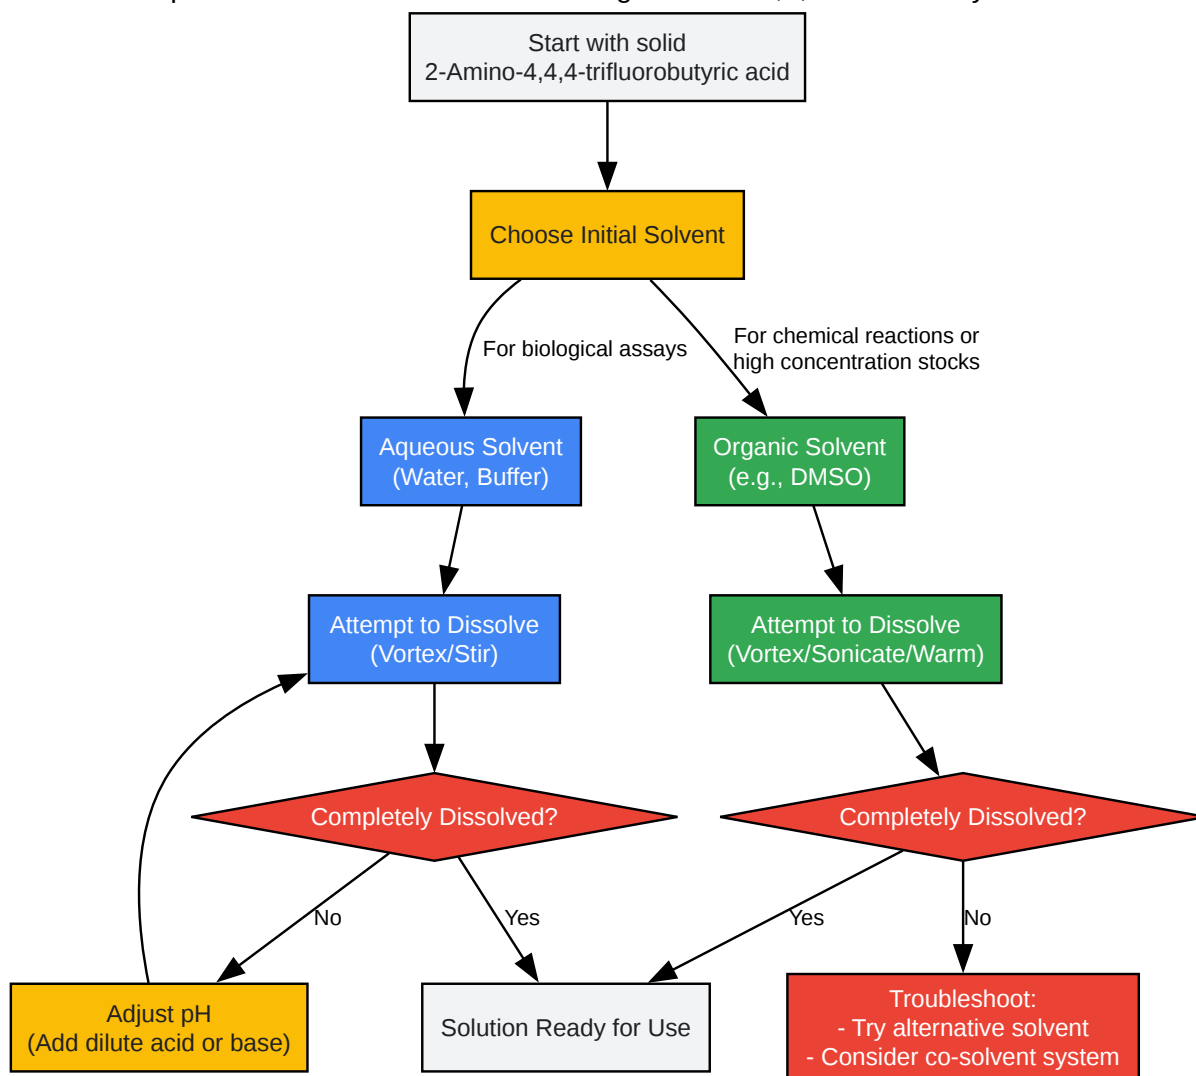 Start with solid
2-Amino-4,4,4-trifluorobutyric acid
Choose Initial Solvent
For biological assays
For chemical reactions or
high concentration stocks
Aqueous Solvent
(Water, Buffer)
Organic Solvent
(e.g., DMSO)
Attempt to Dissolve
(Vortex/Stir)
Attempt to Dissolve
(Vortex/Sonicate/Warm)
Completely Dissolved?
Completely Dissolved?
No
Yes
Yes
No
Adjust pH
(Add dilute acid or base)
Solution Ready for Use
Troubleshoot:
- Try alternative solvent
- Consider co-solvent system